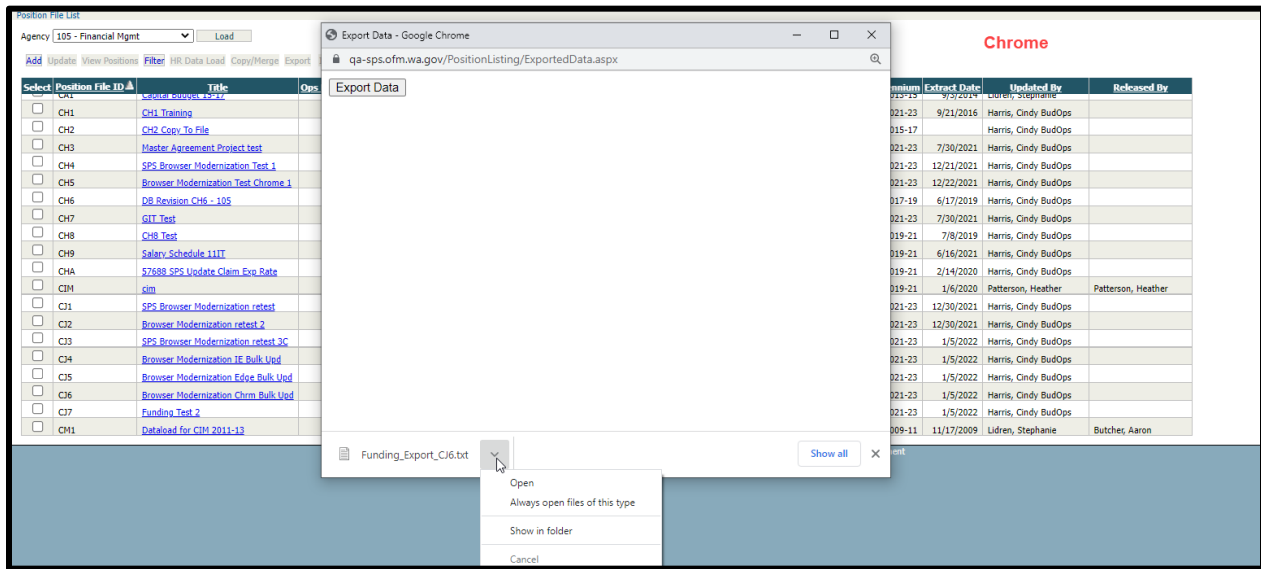 Position File List
Agency 105 - Financial Mgmt Load
Chrome
Add Update View Positions Filter HR Data Load Copy/Merge Export
Select Position File ID Title Ops nnium Extract Date Updated By Released By
CA1 Capital Budget 15-17 013-15 9/3/2014 Lidren, Stephanie
CH1 CH1 Training 021-23 9/21/2016 Harris, Cindy BudOps
CH2 CH2 Copy To File 015-17 Harris, Cindy BudOps
CH3 Master Agreement Project test 021-23 7/30/2021 Harris, Cindy BudOps
CH4 SPS Browser Modernization Test 1 021-23 12/21/2021 Harris, Cindy BudOps
CH5 Browser Modernization Test Chrome 1 021-23 12/22/2021 Harris, Cindy BudOps
CH6 DB Revision CH6 - 105 017-19 6/17/2019 Harris, Cindy BudOps
CH7 GIT Test 021-23 7/30/2021 Harris, Cindy BudOps
CH8 CH8 Test 019-21 7/8/2019 Harris, Cindy BudOps
CH9 Salary Schedule 11IT 019-21 6/16/2021 Harris, Cindy BudOps
CHA 57688 SPS Update Claim Exp Rate 019-21 2/14/2020 Harris, Cindy BudOps
CIM cim 019-21 1/6/2020 Patterson, Heather Patterson, Heather
CJ1 SPS Browser Modernization retest 021-23 12/30/2021 Harris, Cindy BudOps
CJ2 Browser Modernization retest 2 021-23 12/30/2021 Harris, Cindy BudOps
CJ3 SPS Browser Modernization retest 3C 021-23 1/5/2022 Harris, Cindy BudOps
CJ4 Browser Modernization IE Bulk Upd 021-23 1/5/2022 Harris, Cindy BudOps
CJ5 Browser Modernization Edge Bulk Upd 021-23 1/5/2022 Harris, Cindy BudOps
CJ6 Browser Modernization Chrm Bulk Upd 021-23 1/5/2022 Harris, Cindy BudOps
CJ7 Funding Test 2 021-23 1/5/2022 Harris, Cindy BudOps
CM1 Dataload for CIM 2011-13 009-11 11/17/2009 Lidren, Stephanie Butcher, Aaron
ent
Export Data - Google Chrome
qa-sps.ofm.wa.gov/PositionListing/ExportedData.aspx
Export Data
Funding_Export_CJ6.txt Show all
Open
Always open files of this type
Show in folder
Cancel